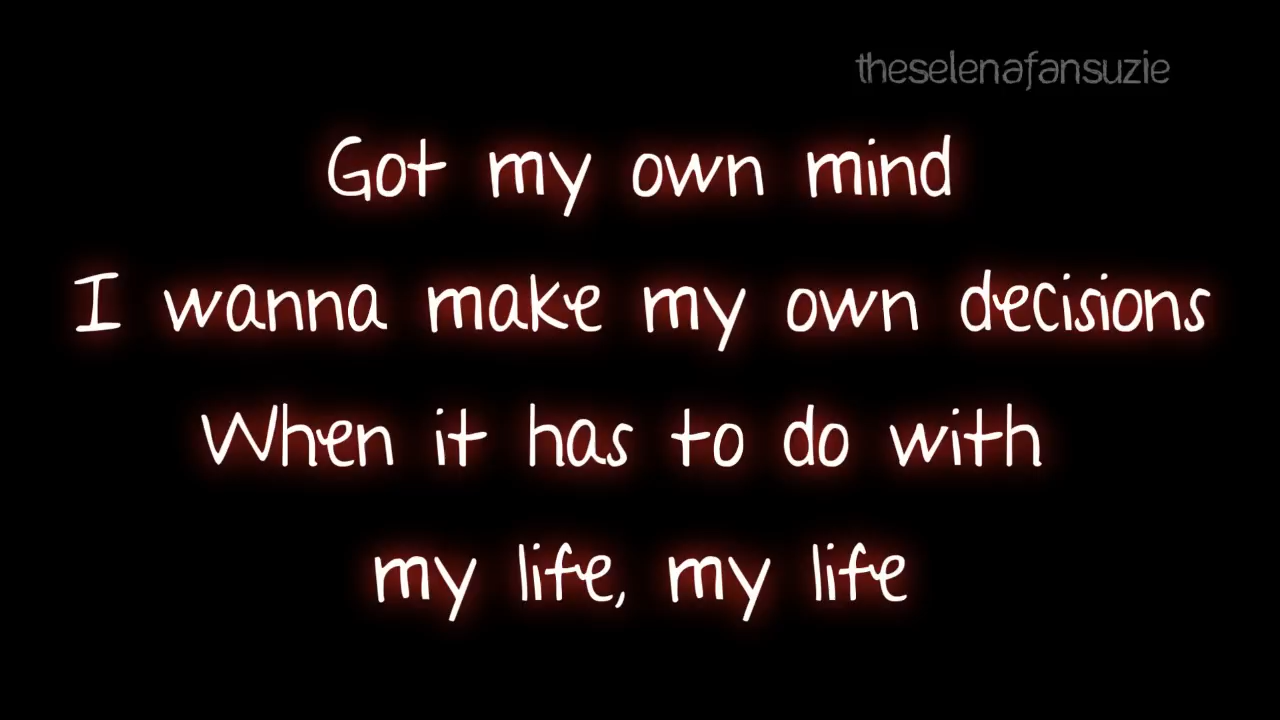 theselenafansuzie
Got my own mind
I wanna make my own decisions
When it has to do with
my life, my life